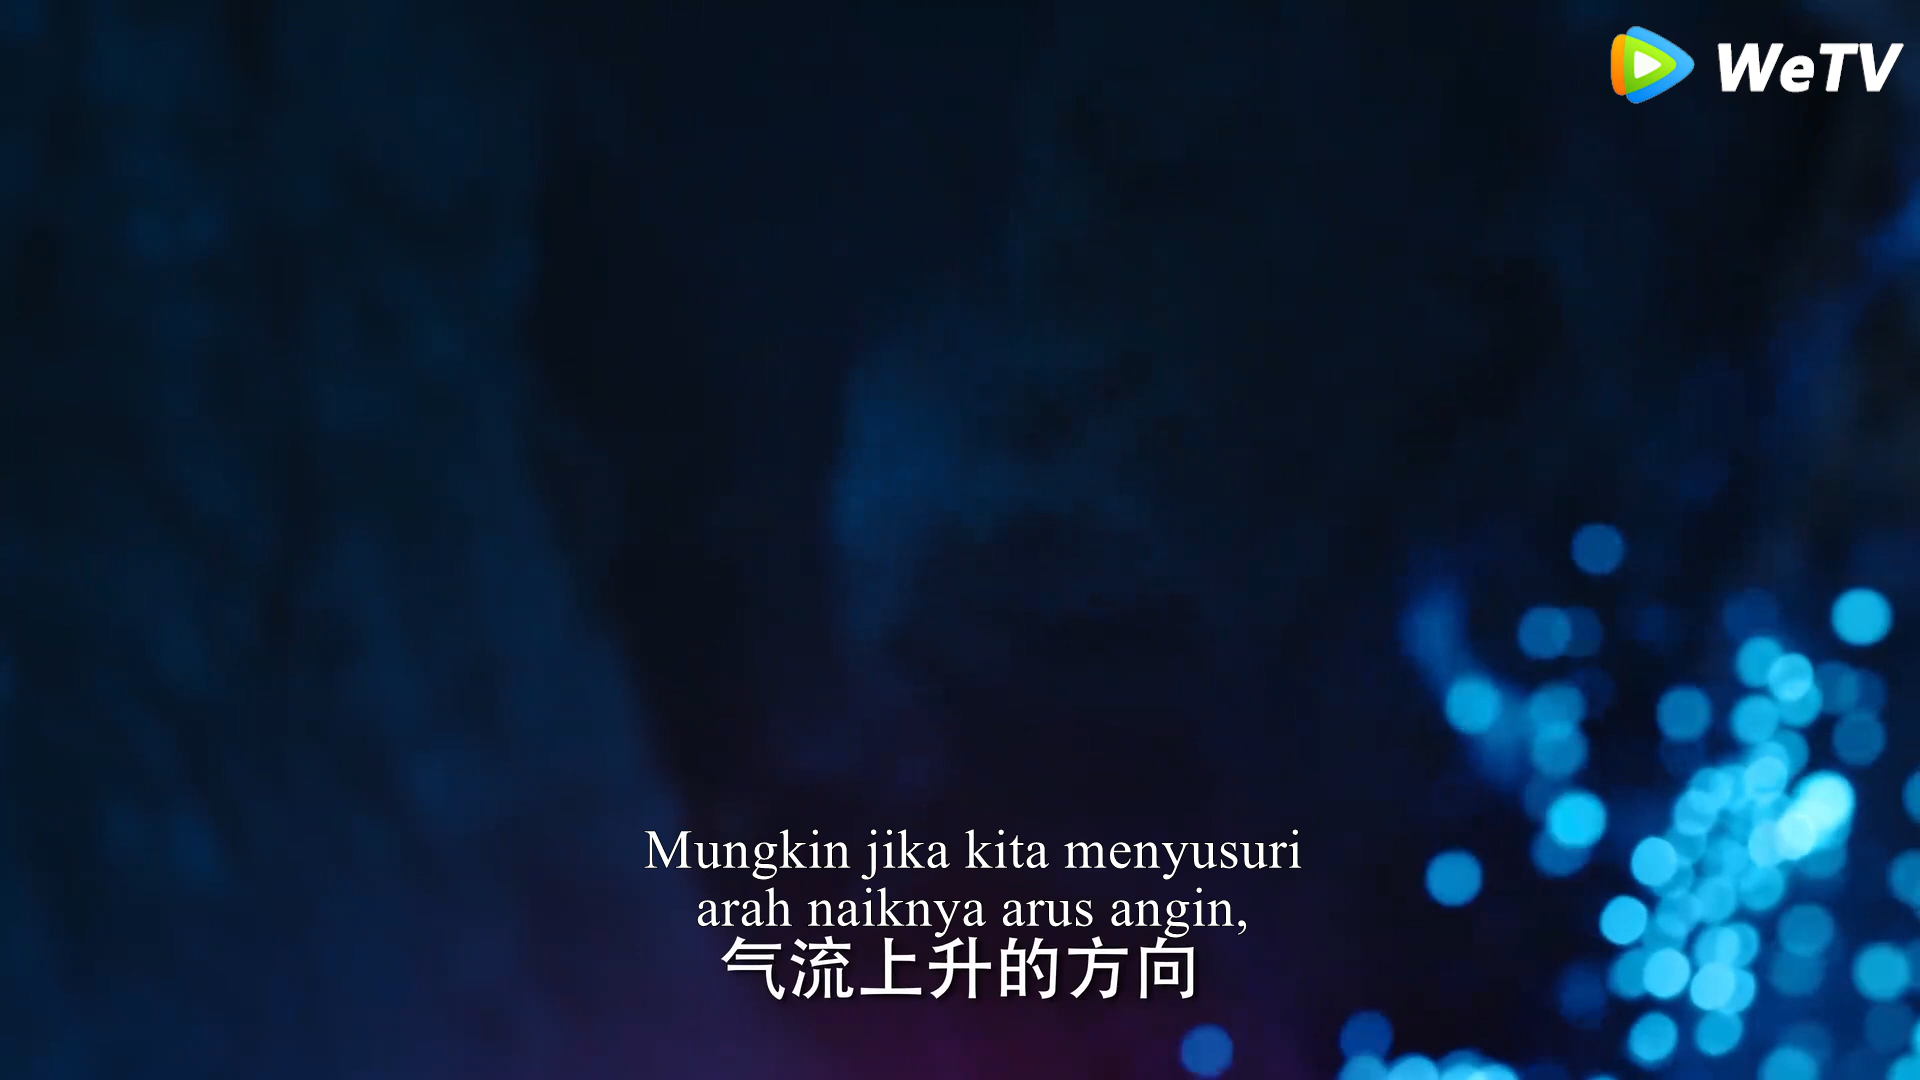 WeTV
Mungkin jika kita menyusuri
arah naiknya arus angin,
气流上升的方向